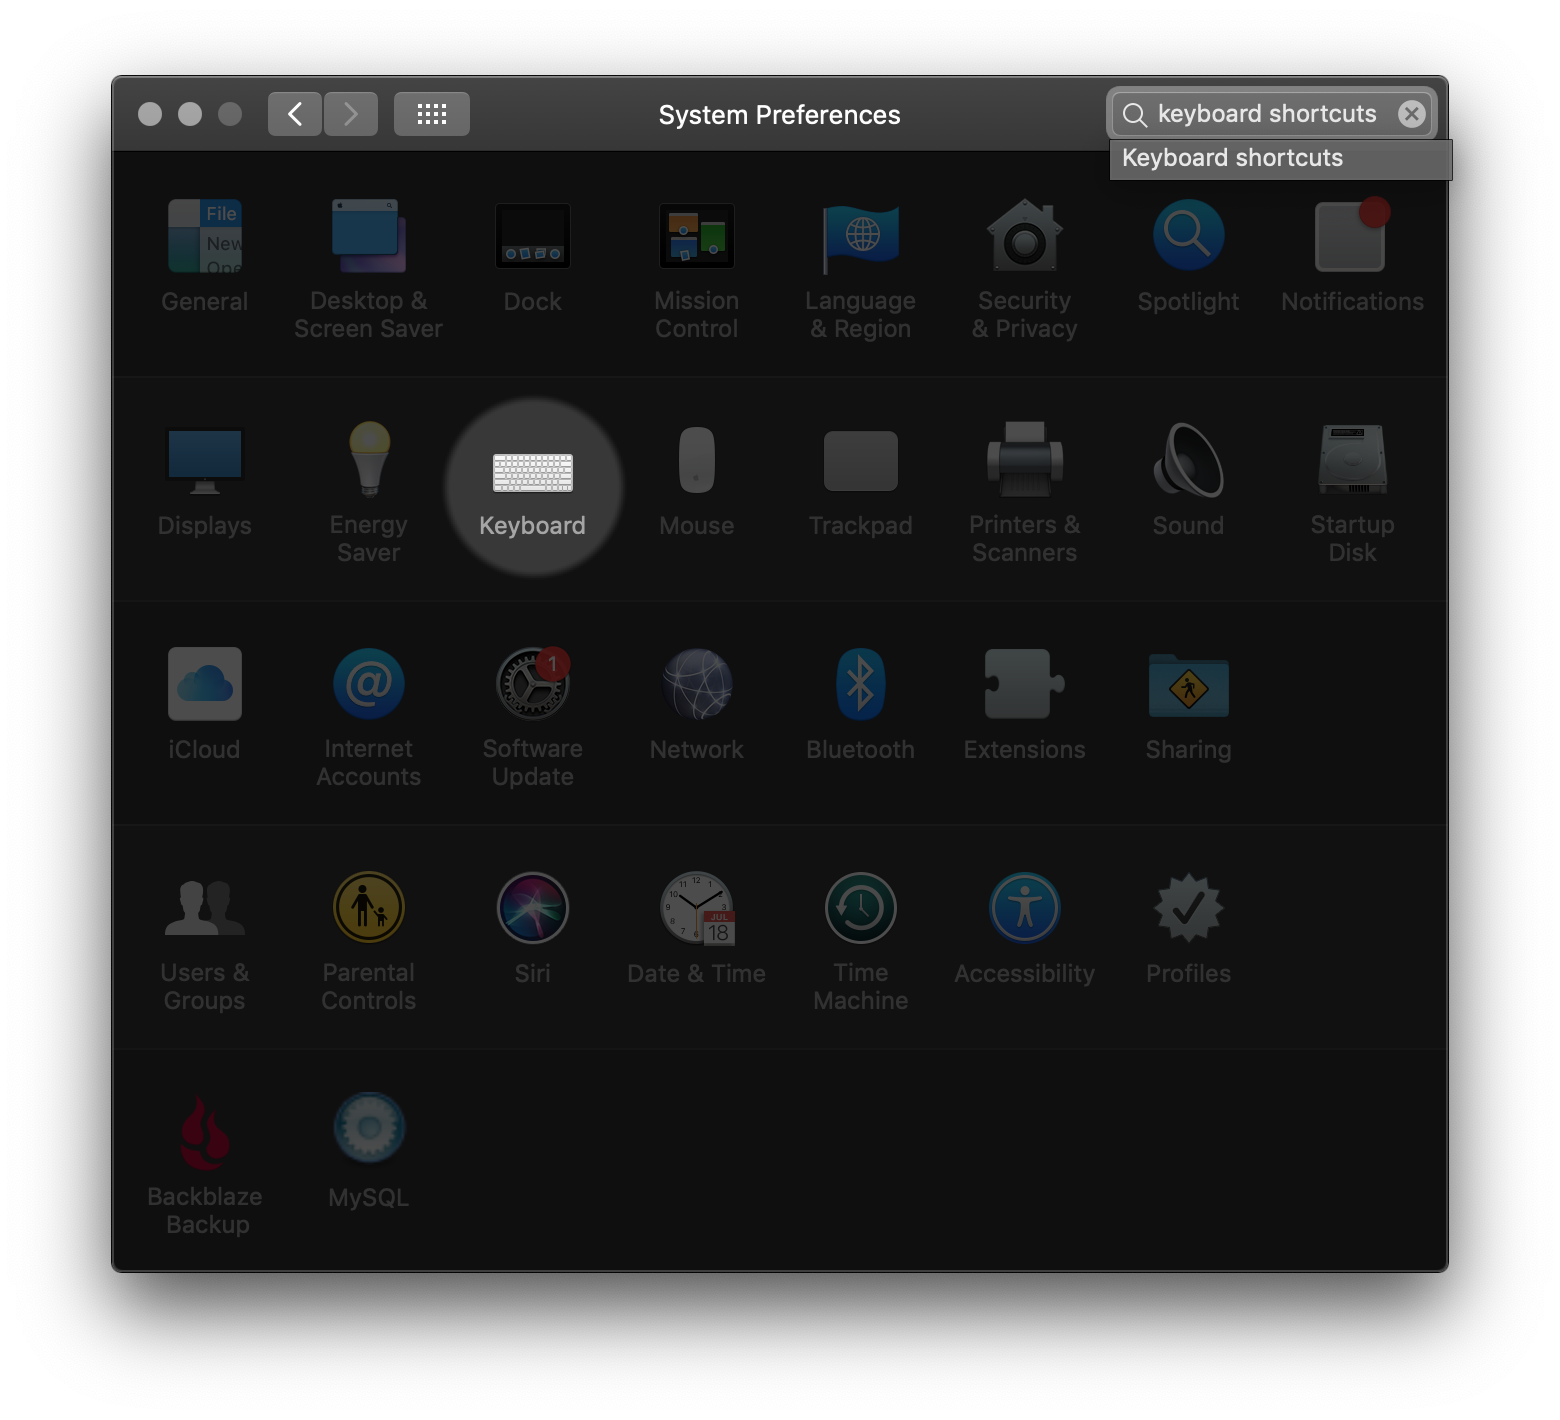 System Preferences
keyboard shortcuts
Keyboard shortcuts
File
New
Ope
General
Desktop &
Screen Saver
Dock
Mission
Control
Language
& Region
Security
& Privacy
Spotlight
Notifications
Displays
Energy
Saver
Keyboard
Mouse
Trackpad
Printers &
Scanners
Sound
Startup
Disk
iCloud
@
Internet
Accounts
1
Software
Update
Network
Bluetooth
Extensions
Sharing
Users &
Groups
Parental
Controls
Siri
JUL
18
Date & Time
Time
Machine
Accessibility
Profiles
Backblaze
Backup
MySQL